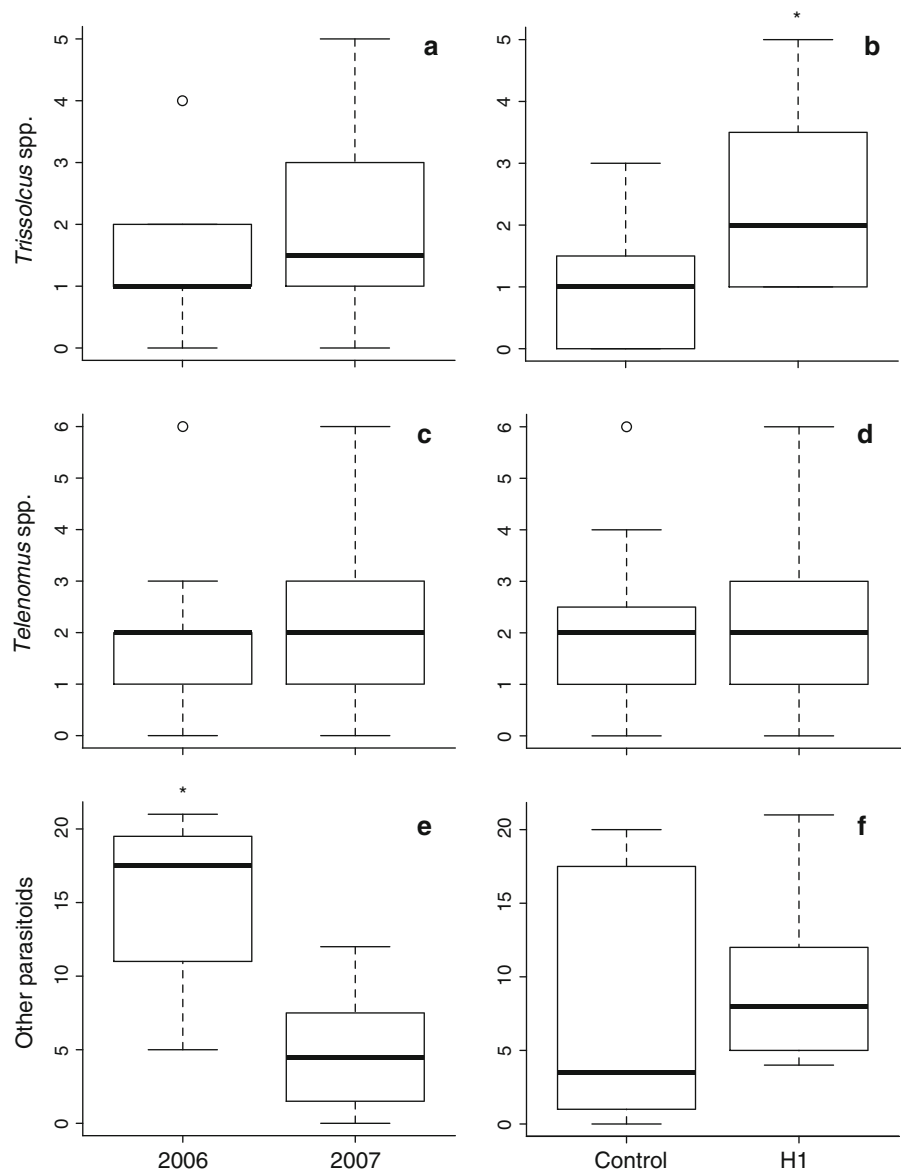 a
b
*
Trissolcus spp.
0 1 2 3 4 5
0 1 2 3 4 5
c
d
Telenomus spp.
0 1 2 3 4 5 6
0 1 2 3 4 5 6
*
e
f
Other parasitoids
0 5 10 15 20
0 5 10 15 20
2006 2007
Control H1